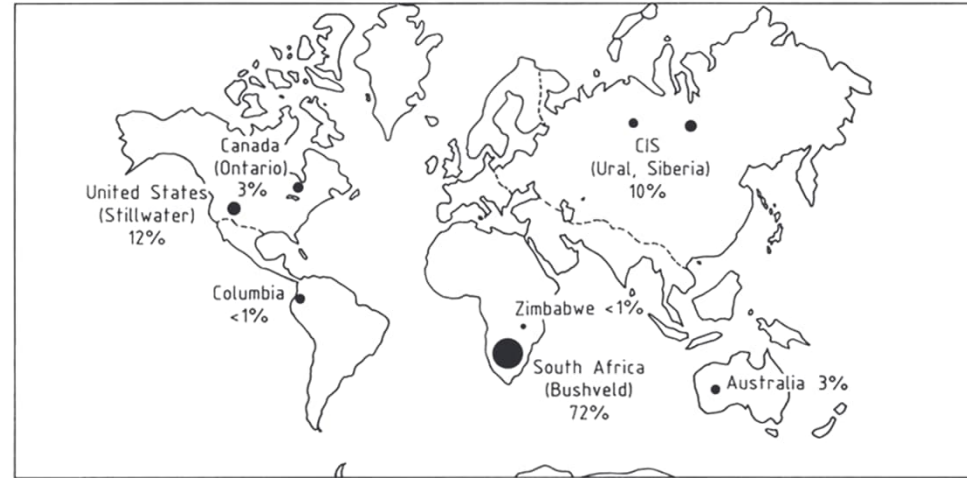 Canada
(Ontario)
3%
United States
(Stillwater)
12%
CIS
(Ural, Siberia)
10%
Columbia
<1%
Zimbabwe <1%
South Africa
(Bushveld)
72%
Australia 3%